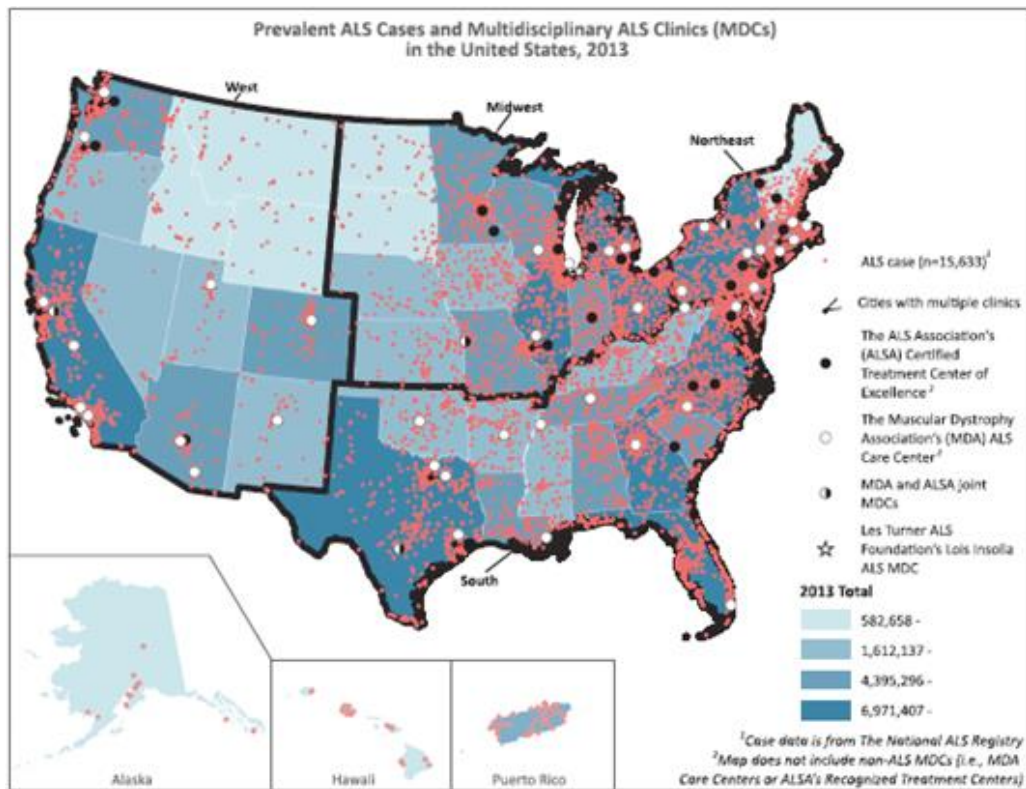 Prevalent ALS Cases and Multidisciplinary ALS Clinics (MDCs)
in the United States, 2013
West
Midwest
Northeast
South
ALS case (n=15,633)
Cities with multiple clinics
The ALS Association's
(ALSA) Certified
Treatment Center of
Excellence²
The Muscular Dystrophy
Association's (MDA) ALS
Care Center²
MDA and ALSA joint
MDCs
Les Turner ALS
Foundation's Lois Insolia
ALS MDC
2013 Total
582,658 -
1,612,137 -
4,395,296 -
6,971,407 -
¹Case data is from The National ALS Registry
²Map does not include non-ALS MDCs (i.e., MDA
Care Centers or ALSA's Recognized Treatment Centers)
Alaska
Hawaii
Puerto Rico